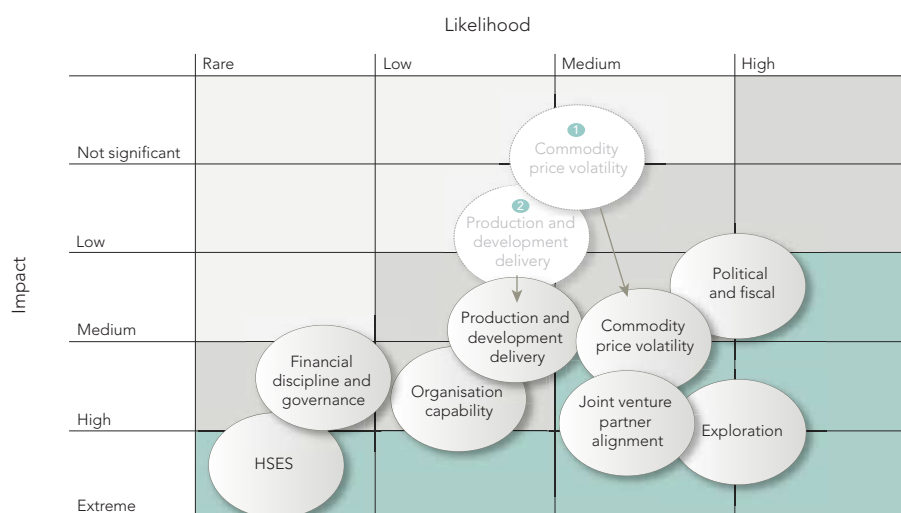 Likelihood
Rare
Low
Medium
High
Impact
Not significant
Low
Medium
High
Extreme
1
Commodity
price volatility
2
Production and
development
delivery
Political
and fiscal
Production and
development
delivery
Commodity
price volatility
Financial
discipline and
governance
Organisation
capability
Joint venture
partner
alignment
Exploration
HSES